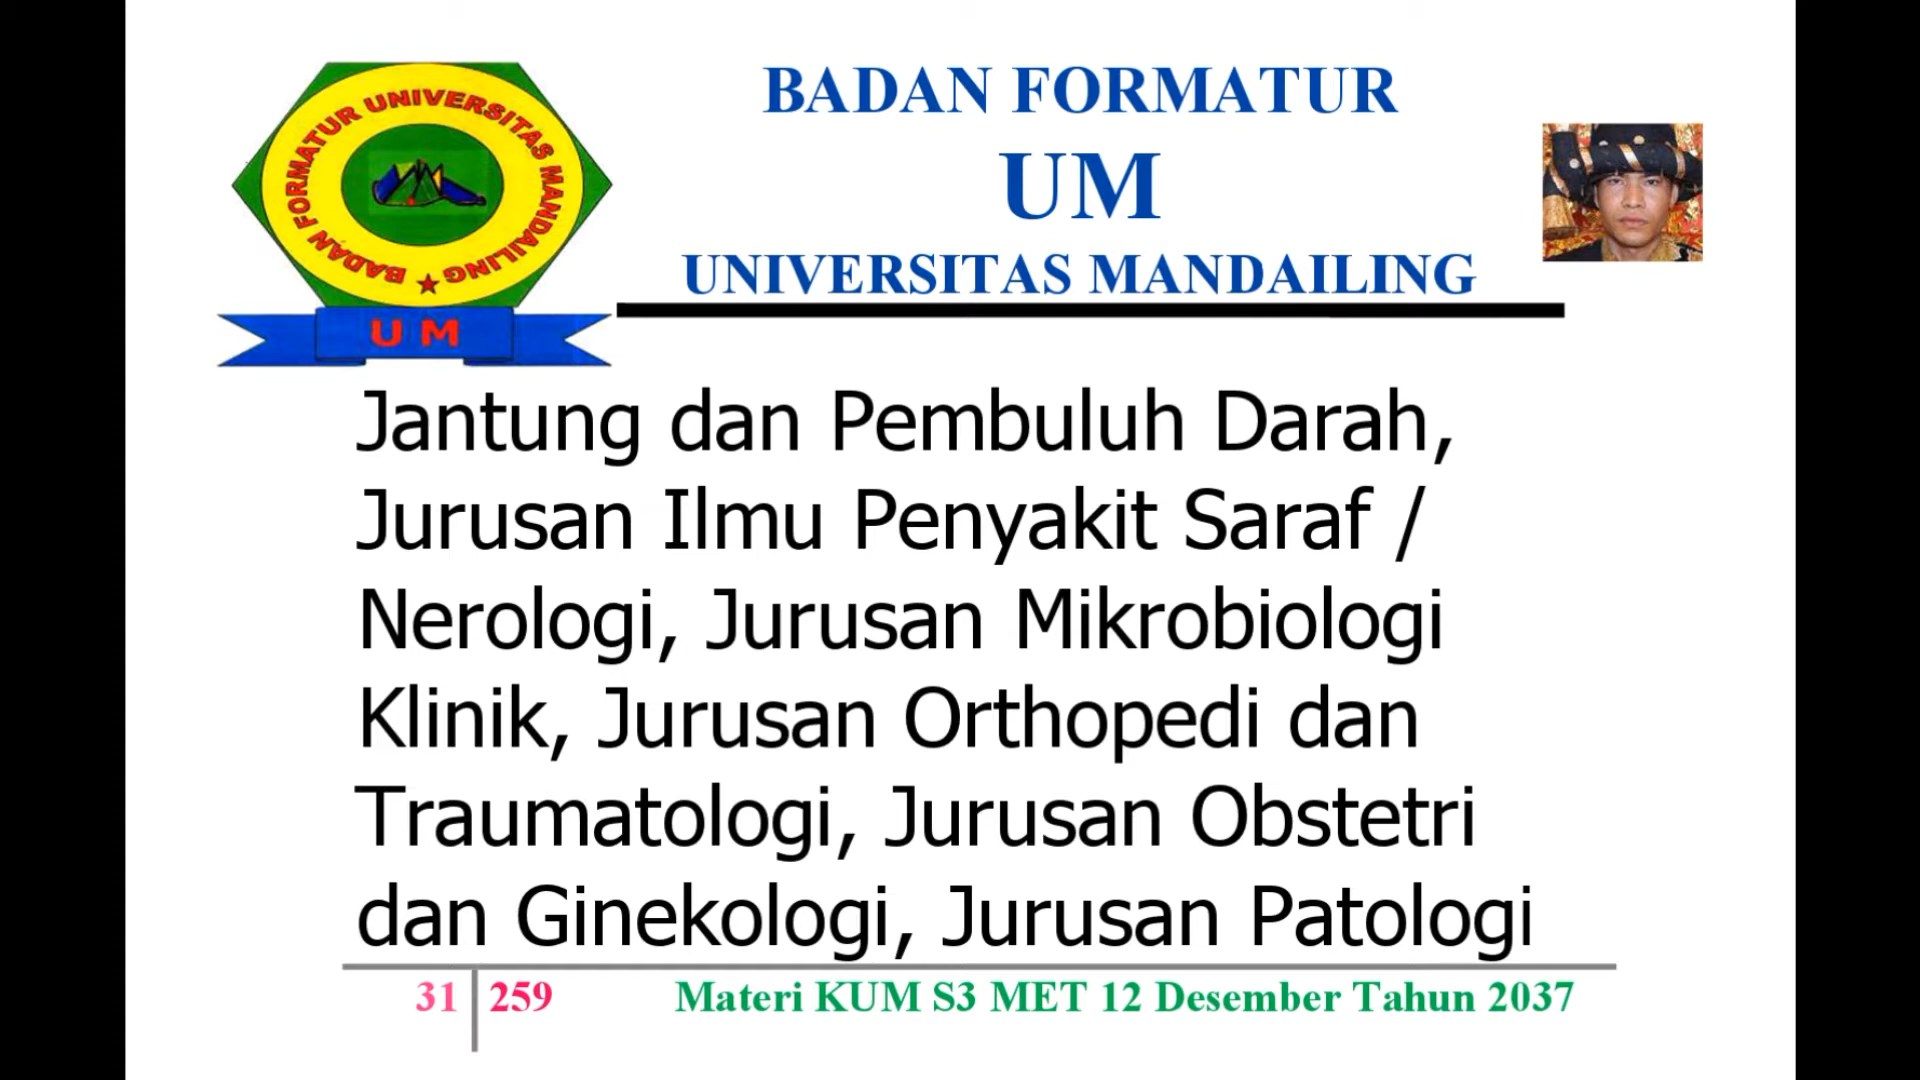 BADAN FORMATUR UNIVERSITAS MANDAILING
U M
BADAN FORMATUR
UM
UNIVERSITAS MANDAILING
Jantung dan Pembuluh Darah,
Jurusan Ilmu Penyakit Saraf /
Nerologi, Jurusan Mikrobiologi
Klinik, Jurusan Orthopedi dan
Traumatologi, Jurusan Obstetri
dan Ginekologi, Jurusan Patologi
31 259 Materi KUM S3 MET 12 Desember Tahun 2037